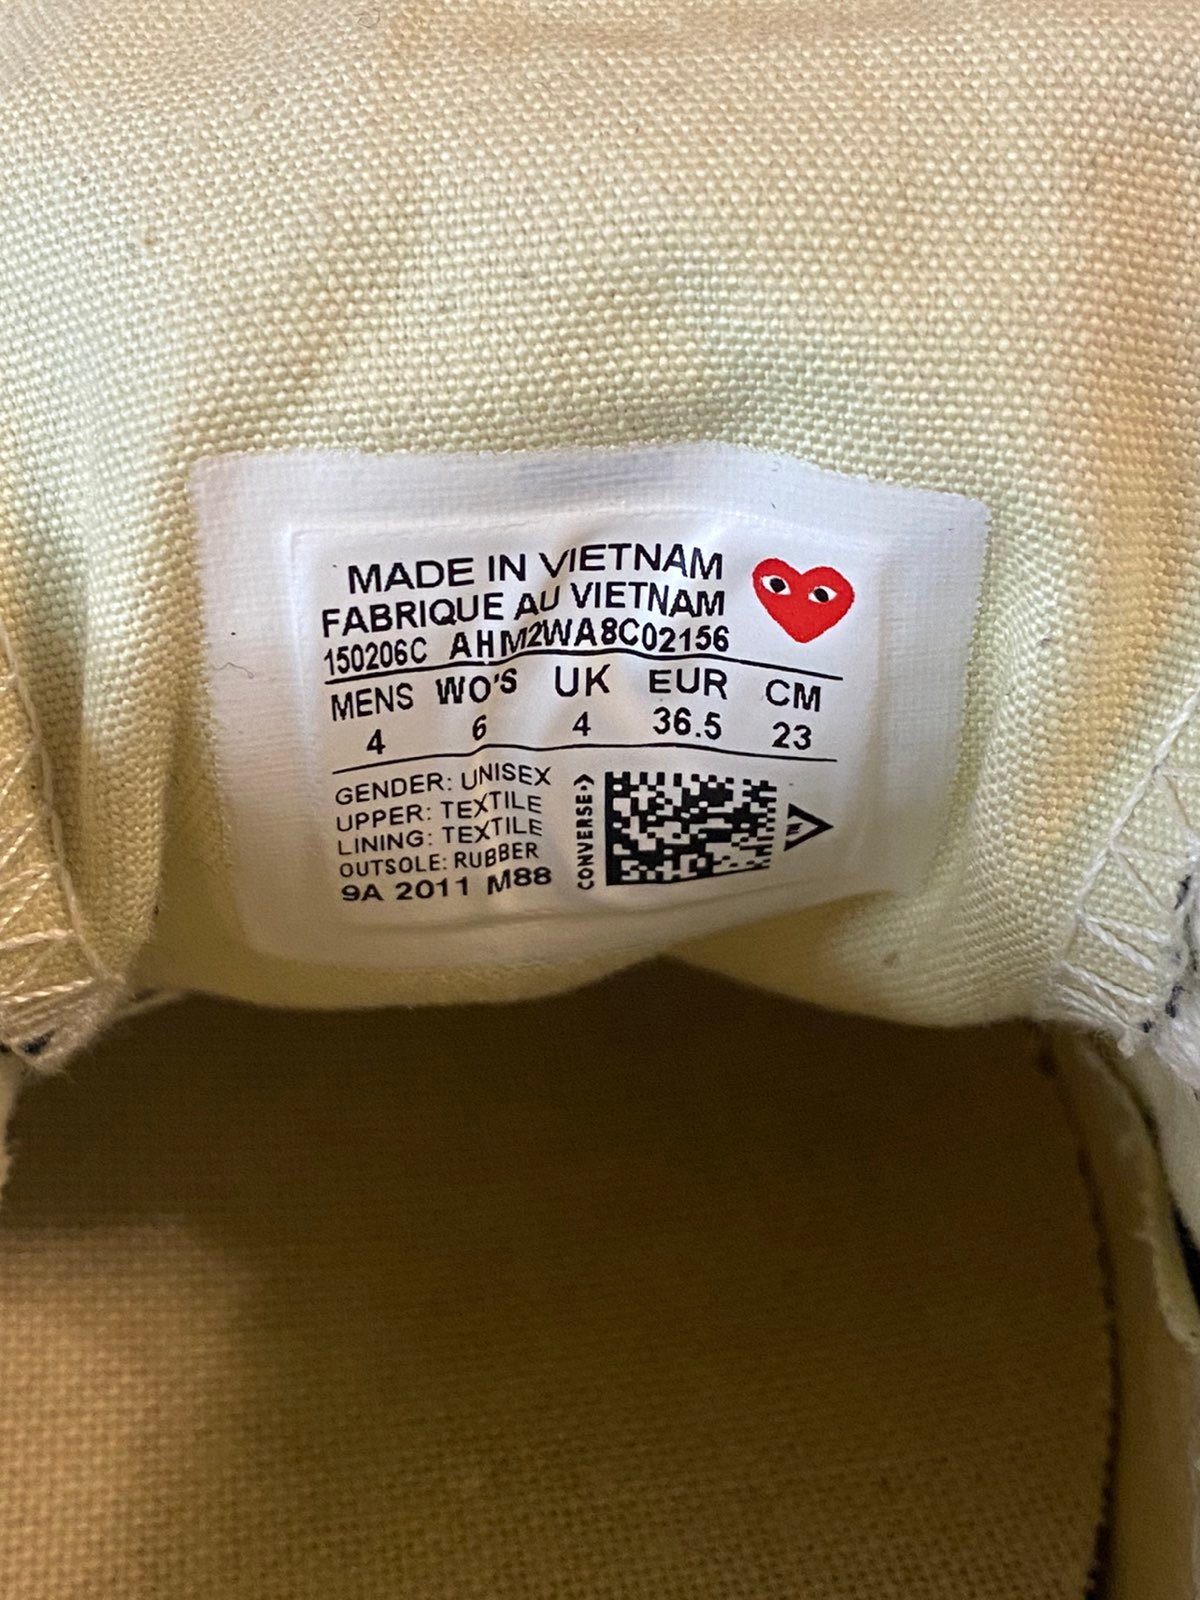 MADE IN VIETNAM
FABRIQUE AU VIETNAM
150206C AHM2WA8C02156
MENS WO'S UK EUR CM
4 6 4 36.5 23
GENDER: UNISEX
UPPER: TEXTILE
LINING: TEXTILE
OUTSOLE: RUBBER
9A 2011 M88
CONVERSE